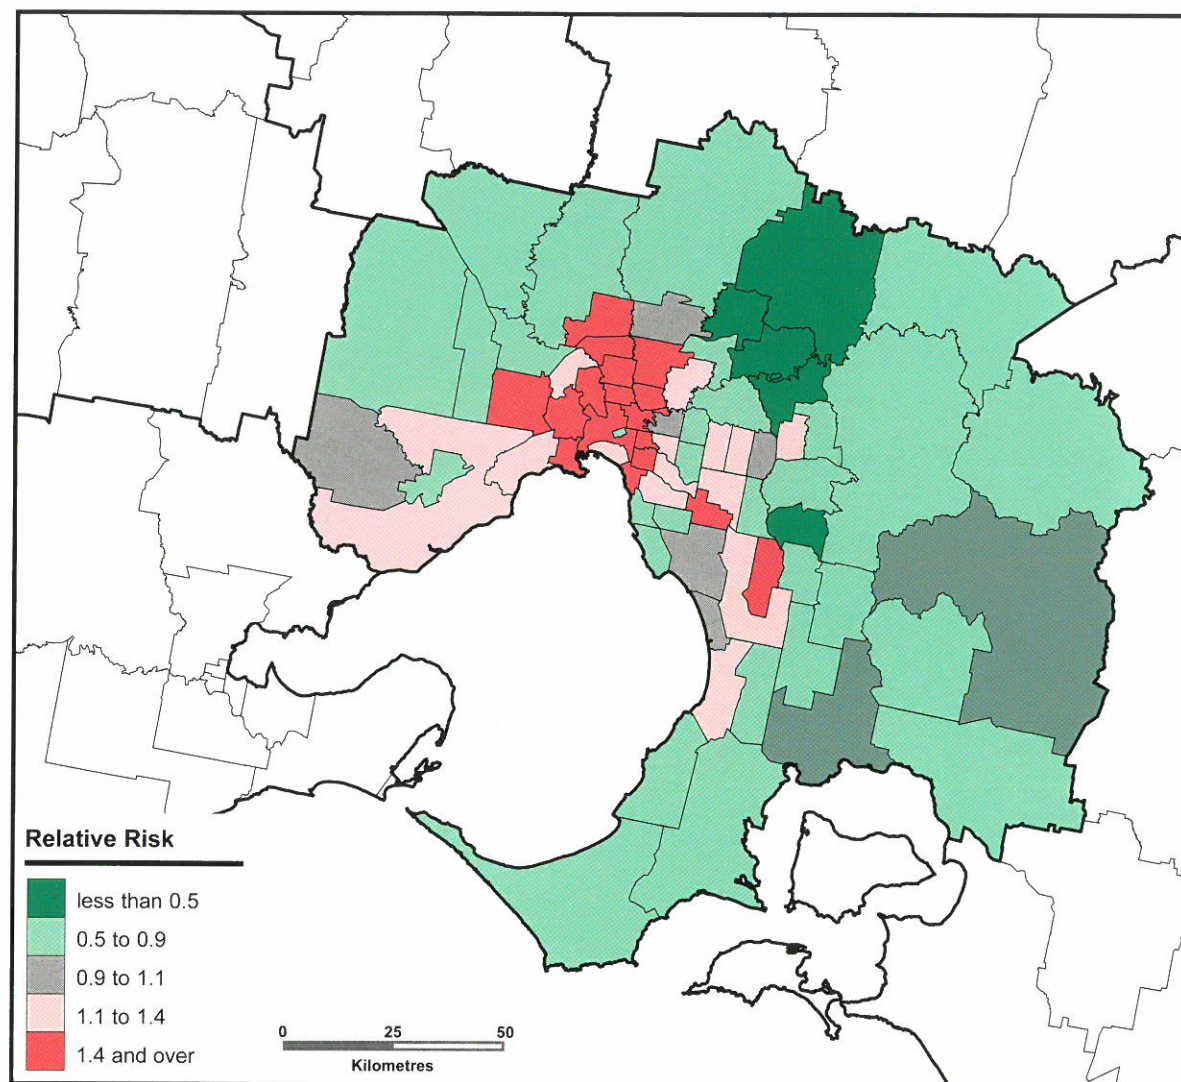 Relative Risk
less than 0.5
0.5 to 0.9
0.9 to 1.1
1.1 to 1.4
1.4 and over
0 25 50
Kilometres